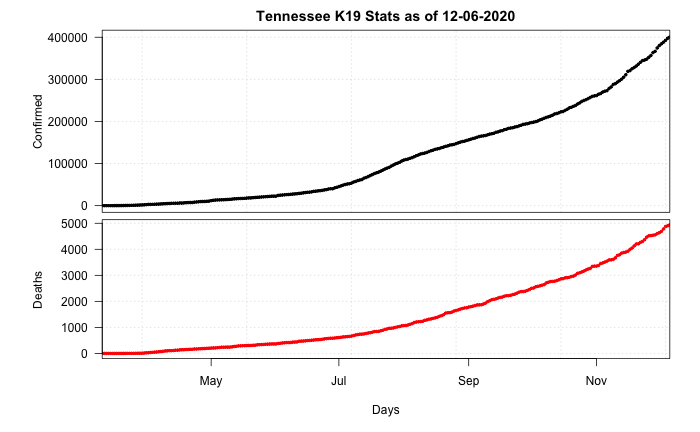 Tennessee K19 Stats as of 12-06-2020
Confirmed
400000
300000
200000
100000
0
Deaths
5000
4000
3000
2000
1000
0
May Jul Sep Nov
Days